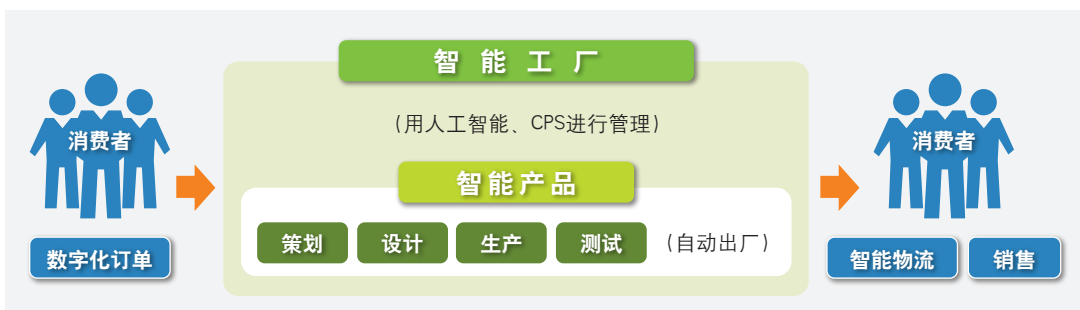 消费者
数字化订单
智能工厂
(用人工智能、CPS进行管理)
智能产品
策划 设计 生产 测试 (自动出厂)
消费者
智能物流 销售